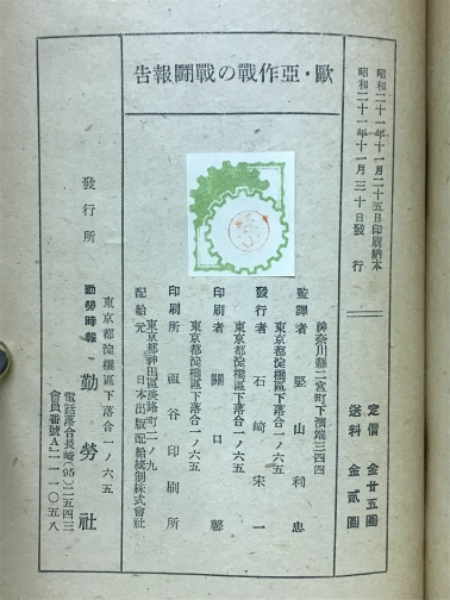 昭和二十一年十一月二十五日印刷納本
昭和二十一年十一月三十日發行
定價 金廿五圓
送料 金貳圓
歐・亞作戰の戰鬪報告
神奈川縣二宮町下濱端三四四
監譯者 堅山利忠
東京都淀橋區下落合一ノ六五
發行者 石崎宋一
東京都淀橋區下落合一ノ六五
印刷者 關口馨
東京都淀橋區下落合一ノ六五
印刷所 祖谷印刷所
東京都神田區淡路町二ノ九
配給元 日本出版配給統制株式會社
發行所
東京都淀橋區下落合一ノ六五
勤勞時報 勤勞社
電話落合長崎(95)二五四三
會員番號A二一一〇五八